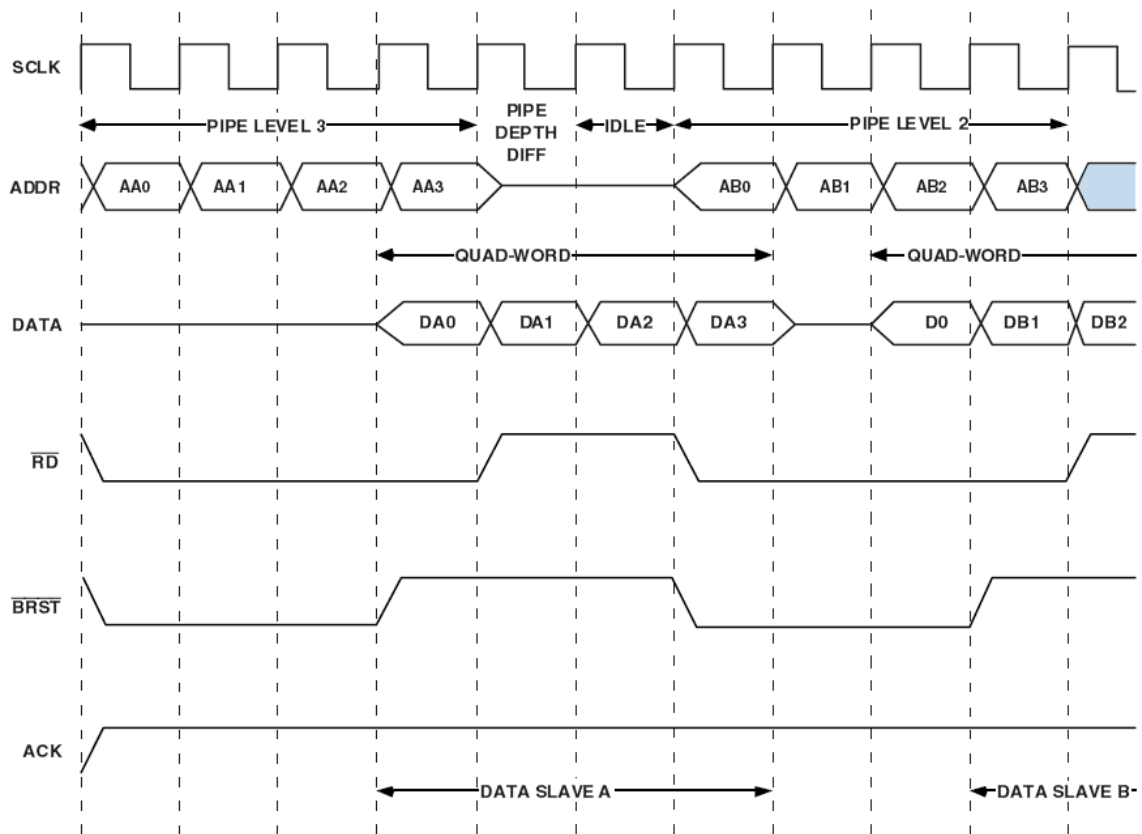 SCLK
PIPE LEVEL 3
PIPE
DEPTH
DIFF
IDLE
PIPE LEVEL 2
ADDR
AA0
AA1
AA2
AA3
AB0
AB1
AB2
AB3
QUAD-WORD
QUAD-WORD
DATA
DA0
DA1
DA2
DA3
D0
DB1
DB2
RD
BRST
ACK
DATA SLAVE A
DATA SLAVE B